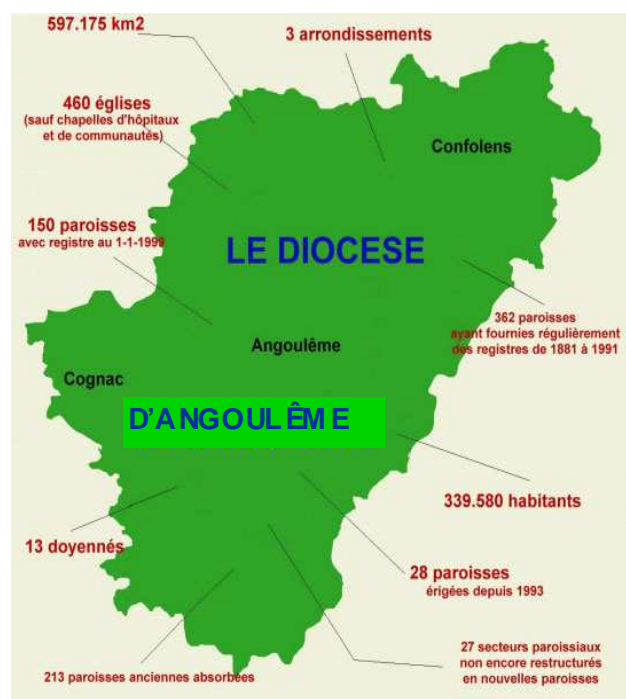 597.175 km2
3 arrondissements
460 églises
(sauf chapelles d'hôpitaux
et de communautés)
Confolens
150 paroisses
avec registre au 1-1-1999
LE DIOCESE
362 paroisses
ayant fournies régulièrement
des registres de 1881 à 1991
Angoulême
Cognac
D'ANGOULÊME
339.580 habitants
13 doyennés
28 paroisses
érigées depuis 1993
27 secteurs paroissiaux
non encore restructurés
en nouvelles paroisses
213 paroisses anciennes absorbées